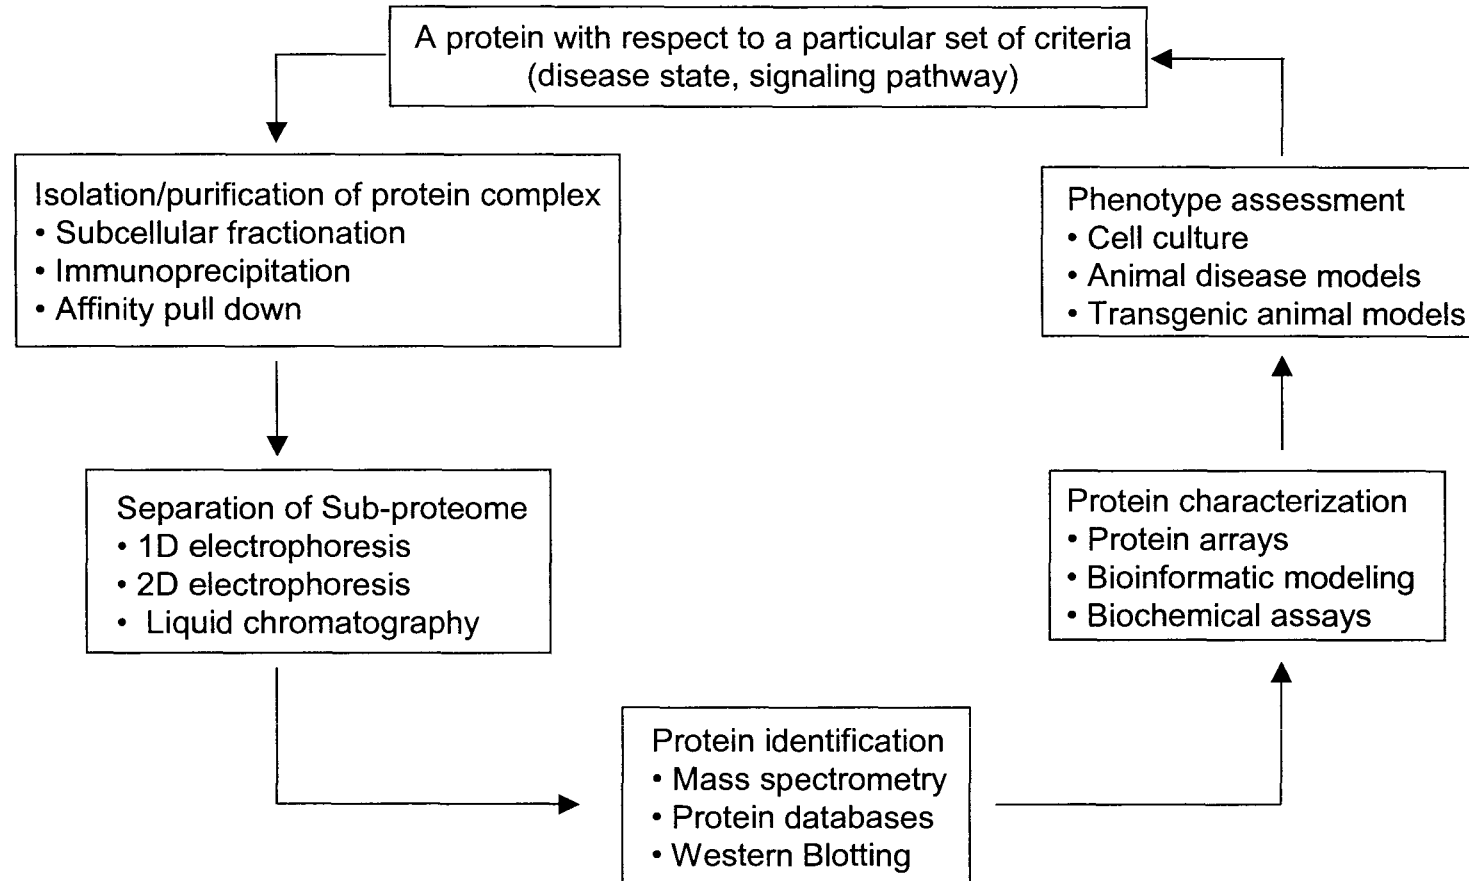 A protein with respect to a particular set of criteria
(disease state, signaling pathway)
Isolation/purification of protein complex
• Subcellular fractionation
• Immunoprecipitation
• Affinity pull down
Separation of Sub-proteome
• 1D electrophoresis
• 2D electrophoresis
• Liquid chromatography
Protein identification
• Mass spectrometry
• Protein databases
• Western Blotting
Protein characterization
• Protein arrays
• Bioinformatic modeling
• Biochemical assays
Phenotype assessment
• Cell culture
• Animal disease models
• Transgenic animal models